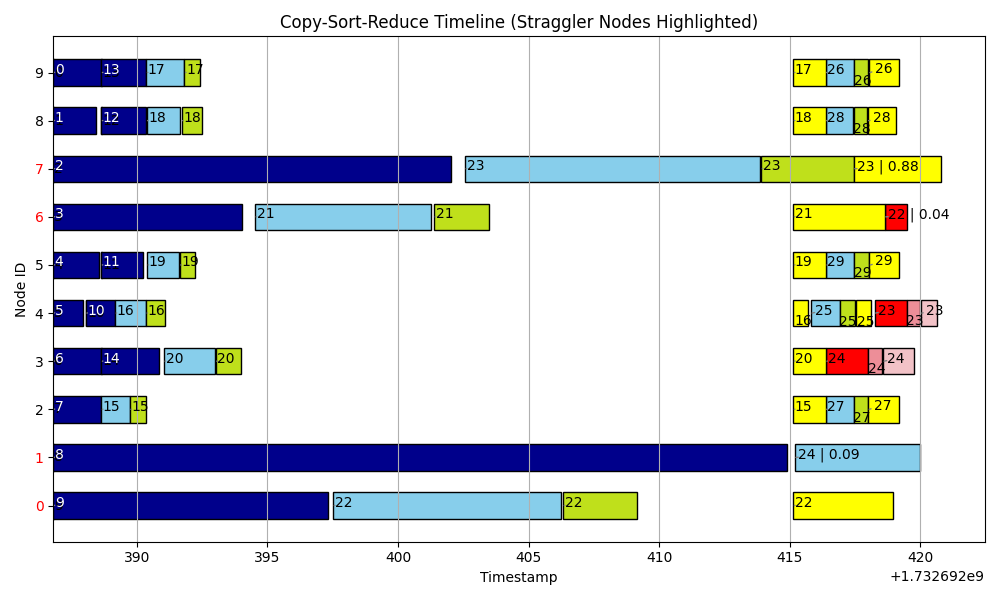 Copy-Sort-Reduce Timeline (Straggler Nodes Highlighted)
Node ID
9 0 13 17 17 17 26 26 26
8 1 12 18 18 18 28 28 28
7 2 23 23 23 | 0.88
6 3 21 21 21 22 | 0.04
5 4 11 19 19 19 29 29 29
4 5 10 16 16 16 25 25 25 23 23 23
3 6 14 20 20 20 24 24 24
2 7 15 15 15 27 27 27
1 8 24 | 0.09
0 9 22 22 22
390 395 400 405 410 415 420
Timestamp
+1.732692e9